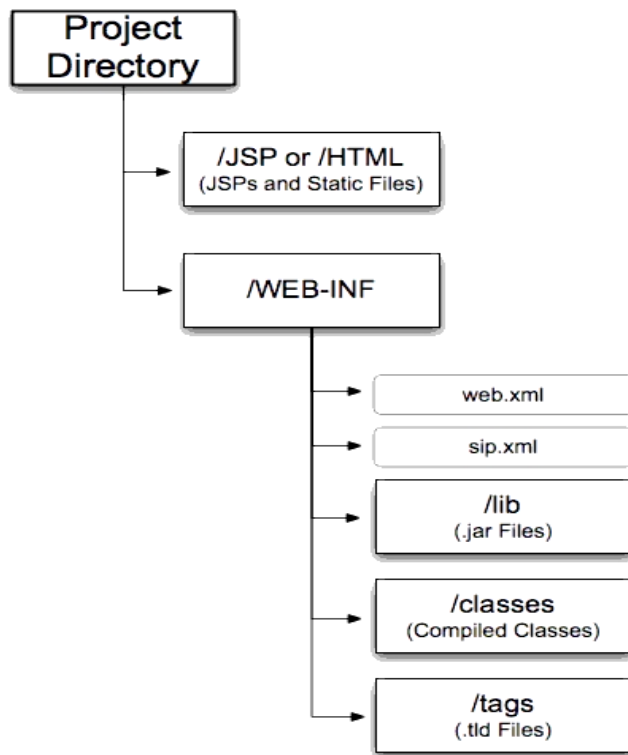 Project
Directory
/JSP or /HTML
(JSPs and Static Files)
/WEB-INF
web.xml
sip.xml
/lib
(.jar Files)
/classes
(Compiled Classes)
/tags
(.tld Files)